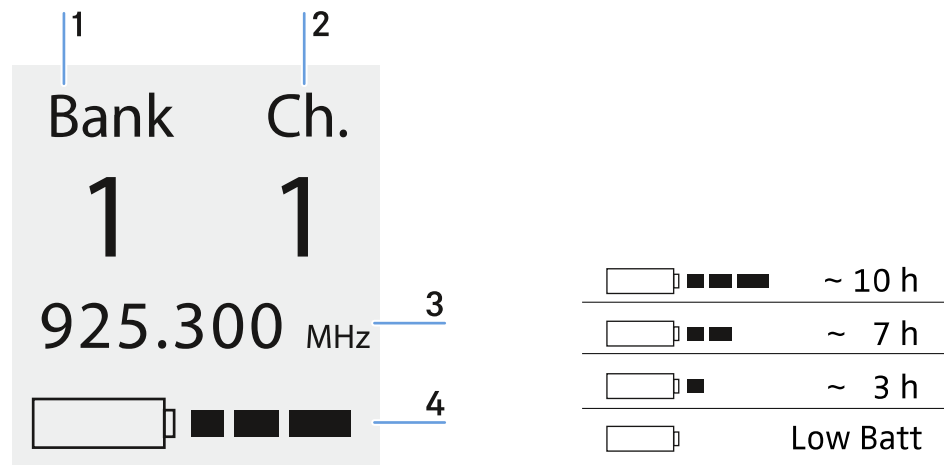 1 2
Bank Ch.
1 1
925.300 MHz
3
4
~ 10 h
~ 7 h
~ 3 h
Low Batt